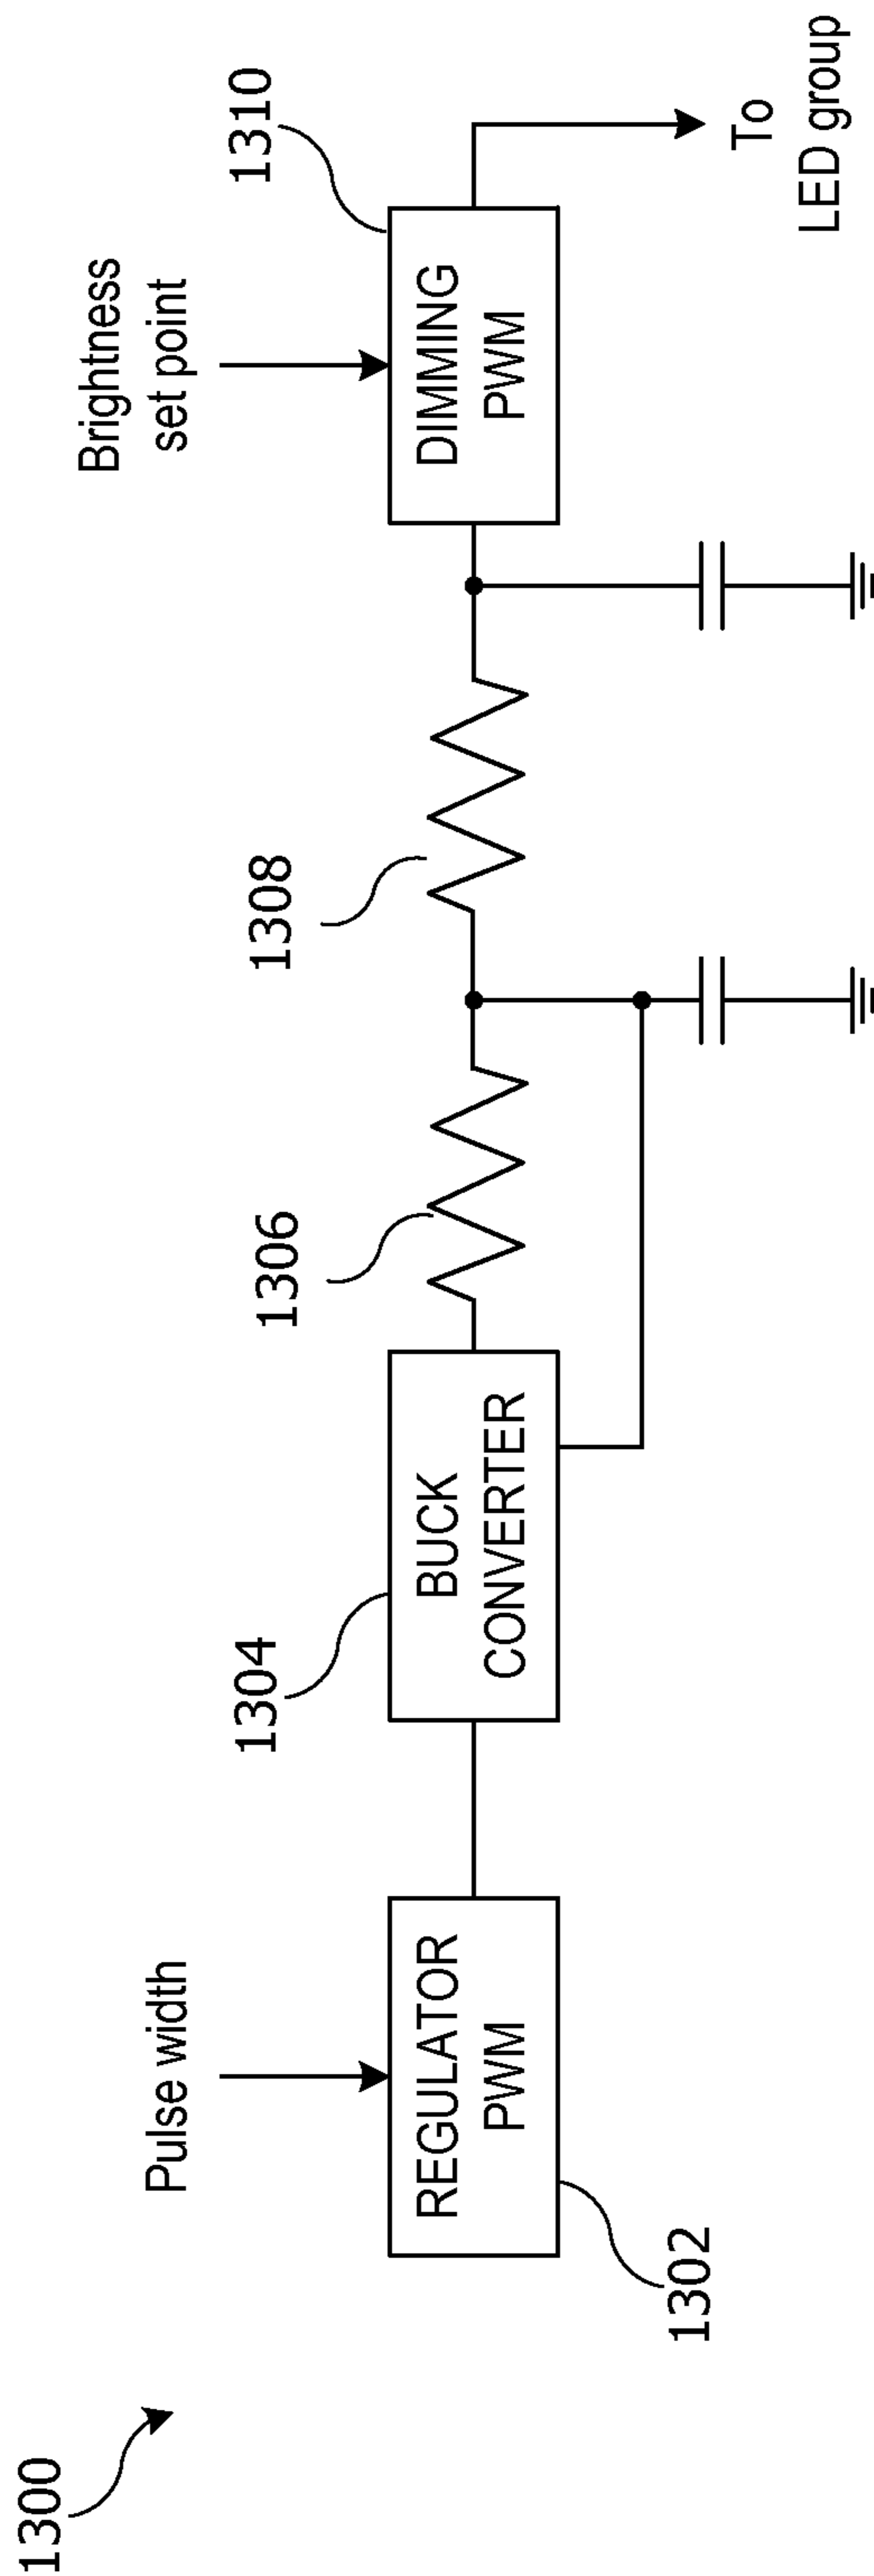 1300
Pulse width
REGULATOR
PWM
1302
1304
BUCK
CONVERTER
1306
1308
Brightness
set point
1310
DIMMING
PWM
To
LED group